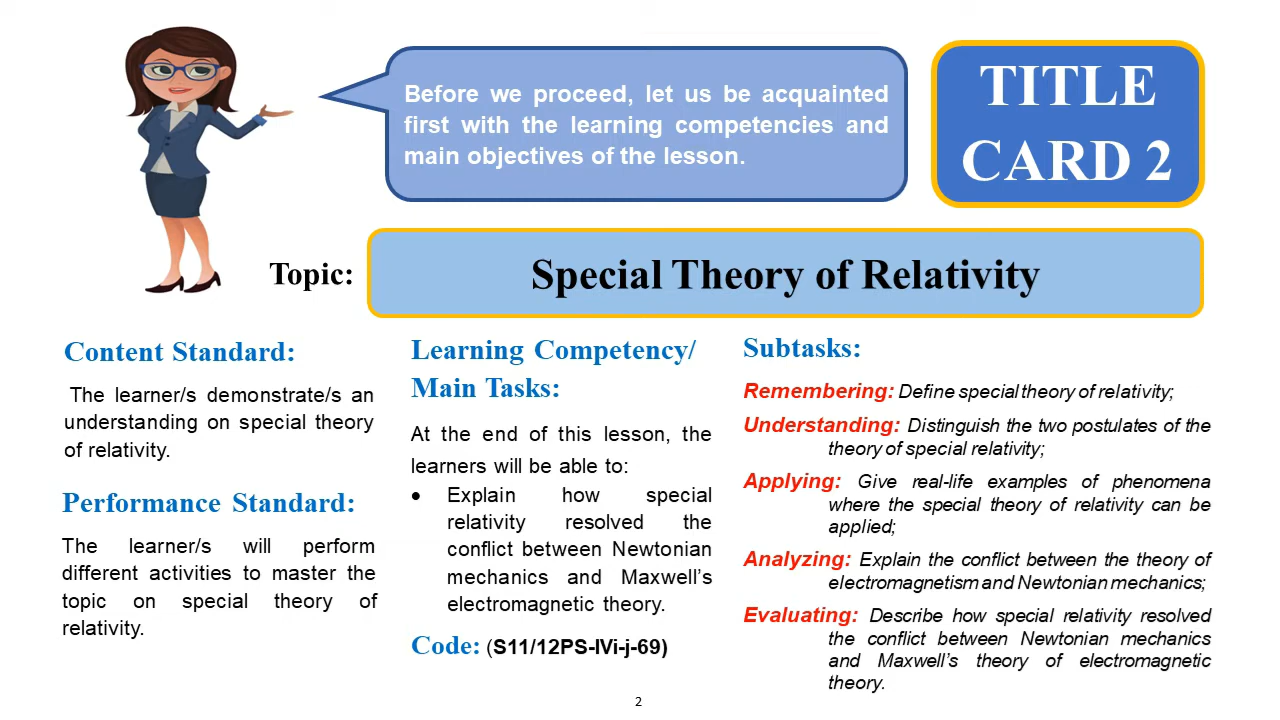 Before we proceed, let us be acquainted
first with the learning competencies and
main objectives of the lesson.
TITLE
CARD 2
Topic:
Special Theory of Relativity
Content Standard:
The learner/s demonstrate/s an
understanding on special theory
of relativity.
Performance Standard:
The learner/s will perform
different activities to master the
topic on special theory of
relativity.
Learning Competency/
Main Tasks:
At the end of this lesson, the
learners will be able to:
• Explain how special
relativity resolved the
conflict between Newtonian
mechanics and Maxwell's
electromagnetic theory.
Code: (S11/12PS-IVi-j-69)
Subtasks:
Remembering: Define special theory of relativity;
Understanding: Distinguish the two postulates of the
theory of special relativity;
Applying: Give real-life examples of phenomena
where the special theory of relativity can be
applied;
Analyzing: Explain the conflict between the theory of
electromagnetism and Newtonian mechanics;
Evaluating: Describe how special relativity resolved
the conflict between Newtonian mechanics
and Maxwell's theory of electromagnetic
theory.
2